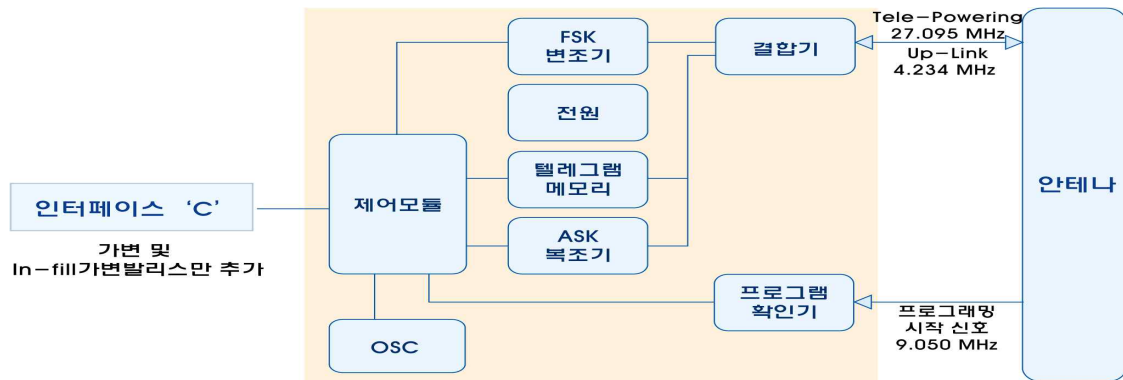 FSK
변조기
결합기
Tele-Powering
27.095 MHz
Up-Link
4.234 MHz
전원
텔레그램
메모리
제어모듈
안테나
인터페이스 'C'
가변 및
In-fill가변발리스만 추가
ASK
복조기
프로그램
확인기
프로그래밍
시작 신호
9.050 MHz
OSC